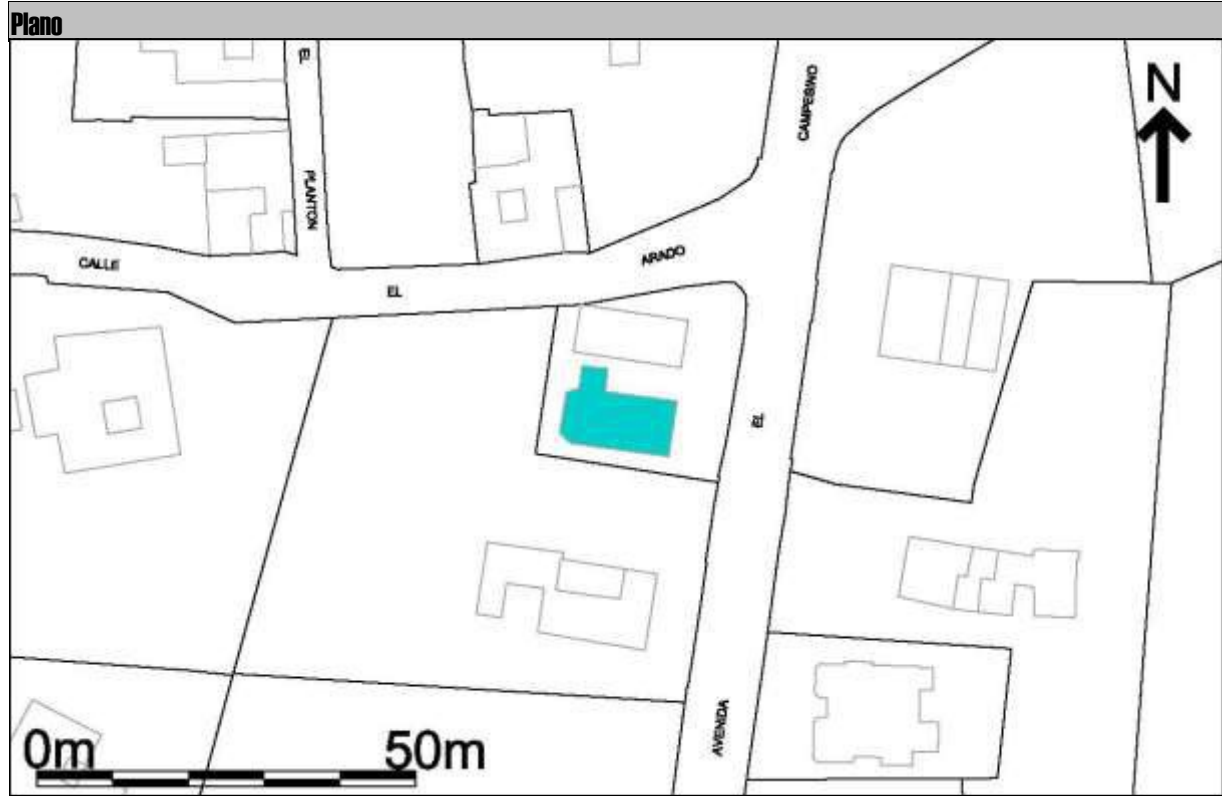 Plano
EL
PLANTON
CAMPESINO
N
CALLE
EL
ARADO
EL
AVENIDA
0m 50m